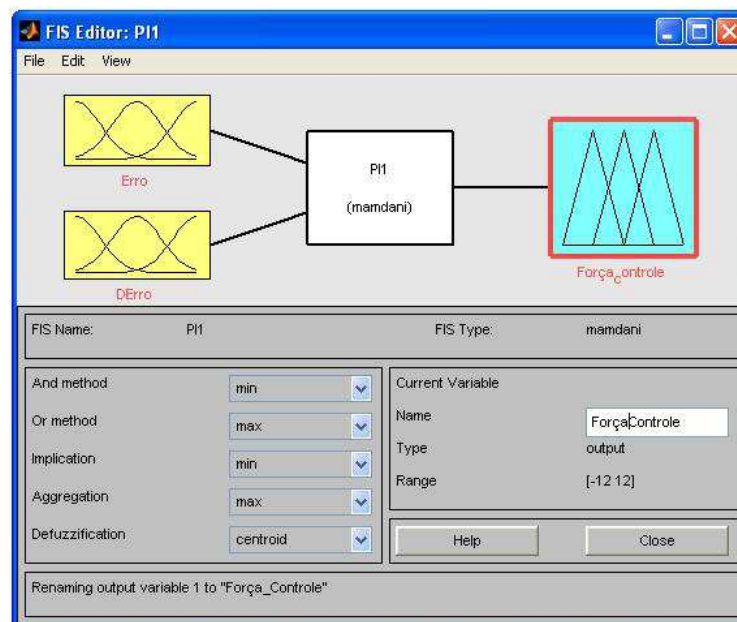 FIS Editor: PI1
File Edit View
Erro
DErro
PI1
(mamdani)
Força_controle
FIS Name: PI1 FIS Type: mamdani
And method min
Or method max
Implication min
Aggregation max
Defuzzification centroid
Current Variable
Name ForçaControle
Type output
Range [-12 12]
Help Close
Renaming output variable 1 to "Força_Controle"